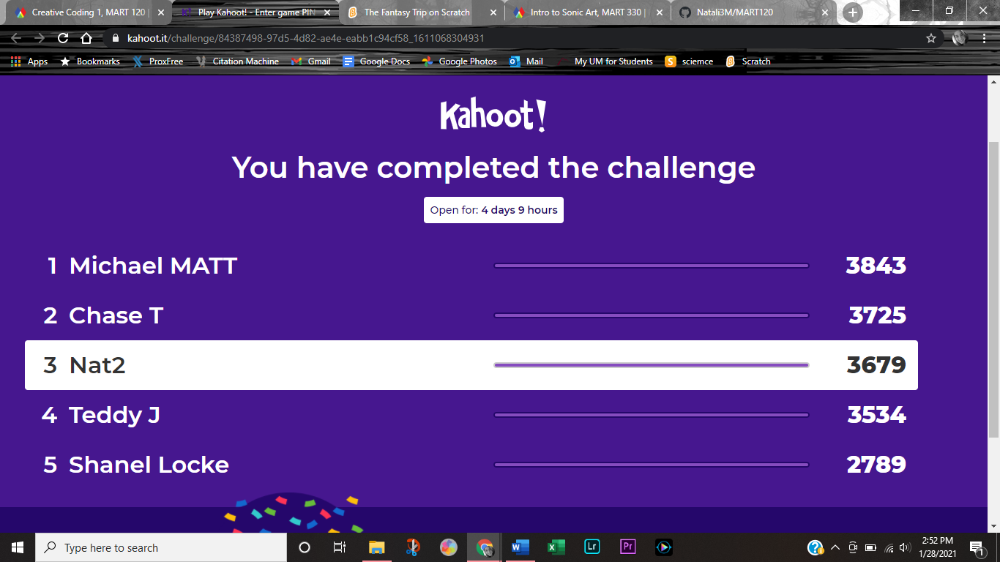 Creative Coding 1, MART 120 |
Play Kahoot! - Enter game PIN
The Fantasy Trip on Scratch
Intro to Sonic Art, MART 330 |
Natali3M/MART120
kahoot.it/challenge/84387498-97d5-4d82-ae4e-eabb1c94cf58_1611068304931
Apps Bookmarks ProxFree Citation Machine Gmail Google Docs Google Photos Mail My UM for Students sciemce Scratch
Kahoot!
You have completed the challenge
Open for: 4 days 9 hours
1 Michael MATT 3843
2 Chase T 3725
3 Nat2 3679
4 Teddy J 3534
5 Shanel Locke 2789
Type here to search
2:52 PM
1/28/2021